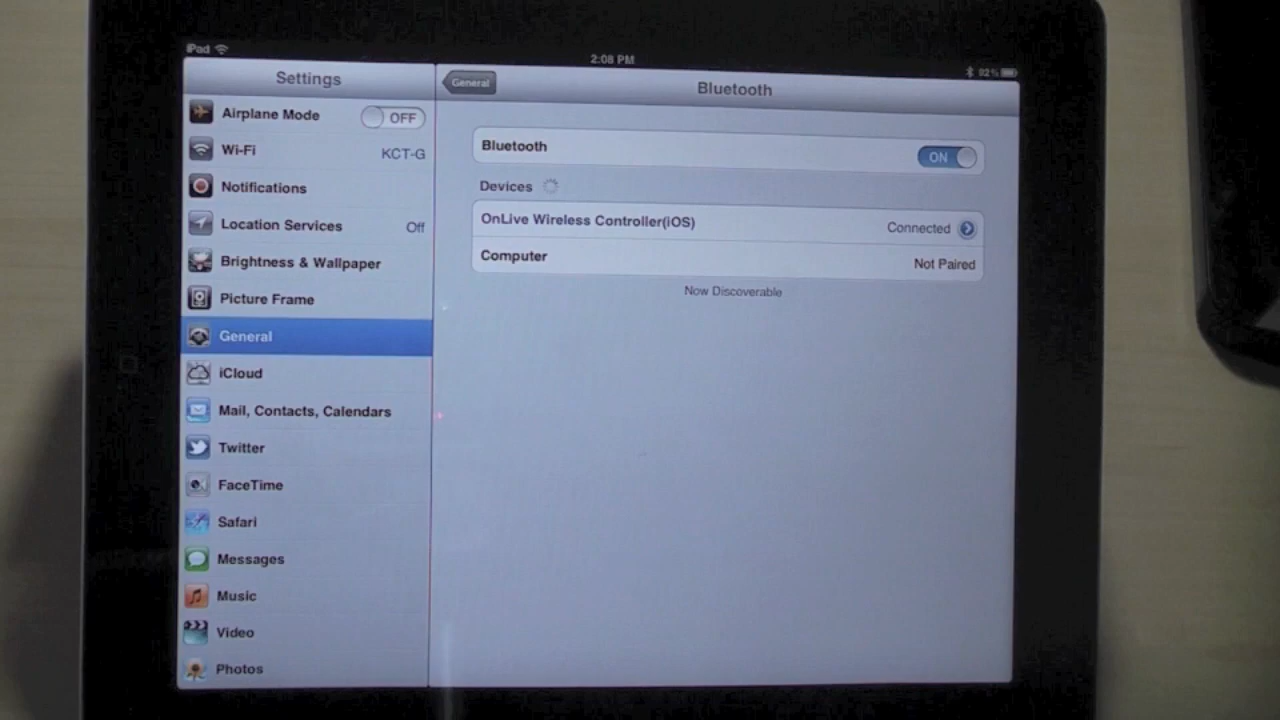 iPad
2:08 PM
92%
Settings
General
Bluetooth
Airplane Mode OFF
Wi-Fi KCT-G
Notifications
Location Services Off
Brightness & Wallpaper
Picture Frame
General
iCloud
Mail, Contacts, Calendars
Twitter
FaceTime
Safari
Messages
Music
Video
Photos
Bluetooth ON
Devices
OnLive Wireless Controller(iOS) Connected
Computer Not Paired
Now Discoverable